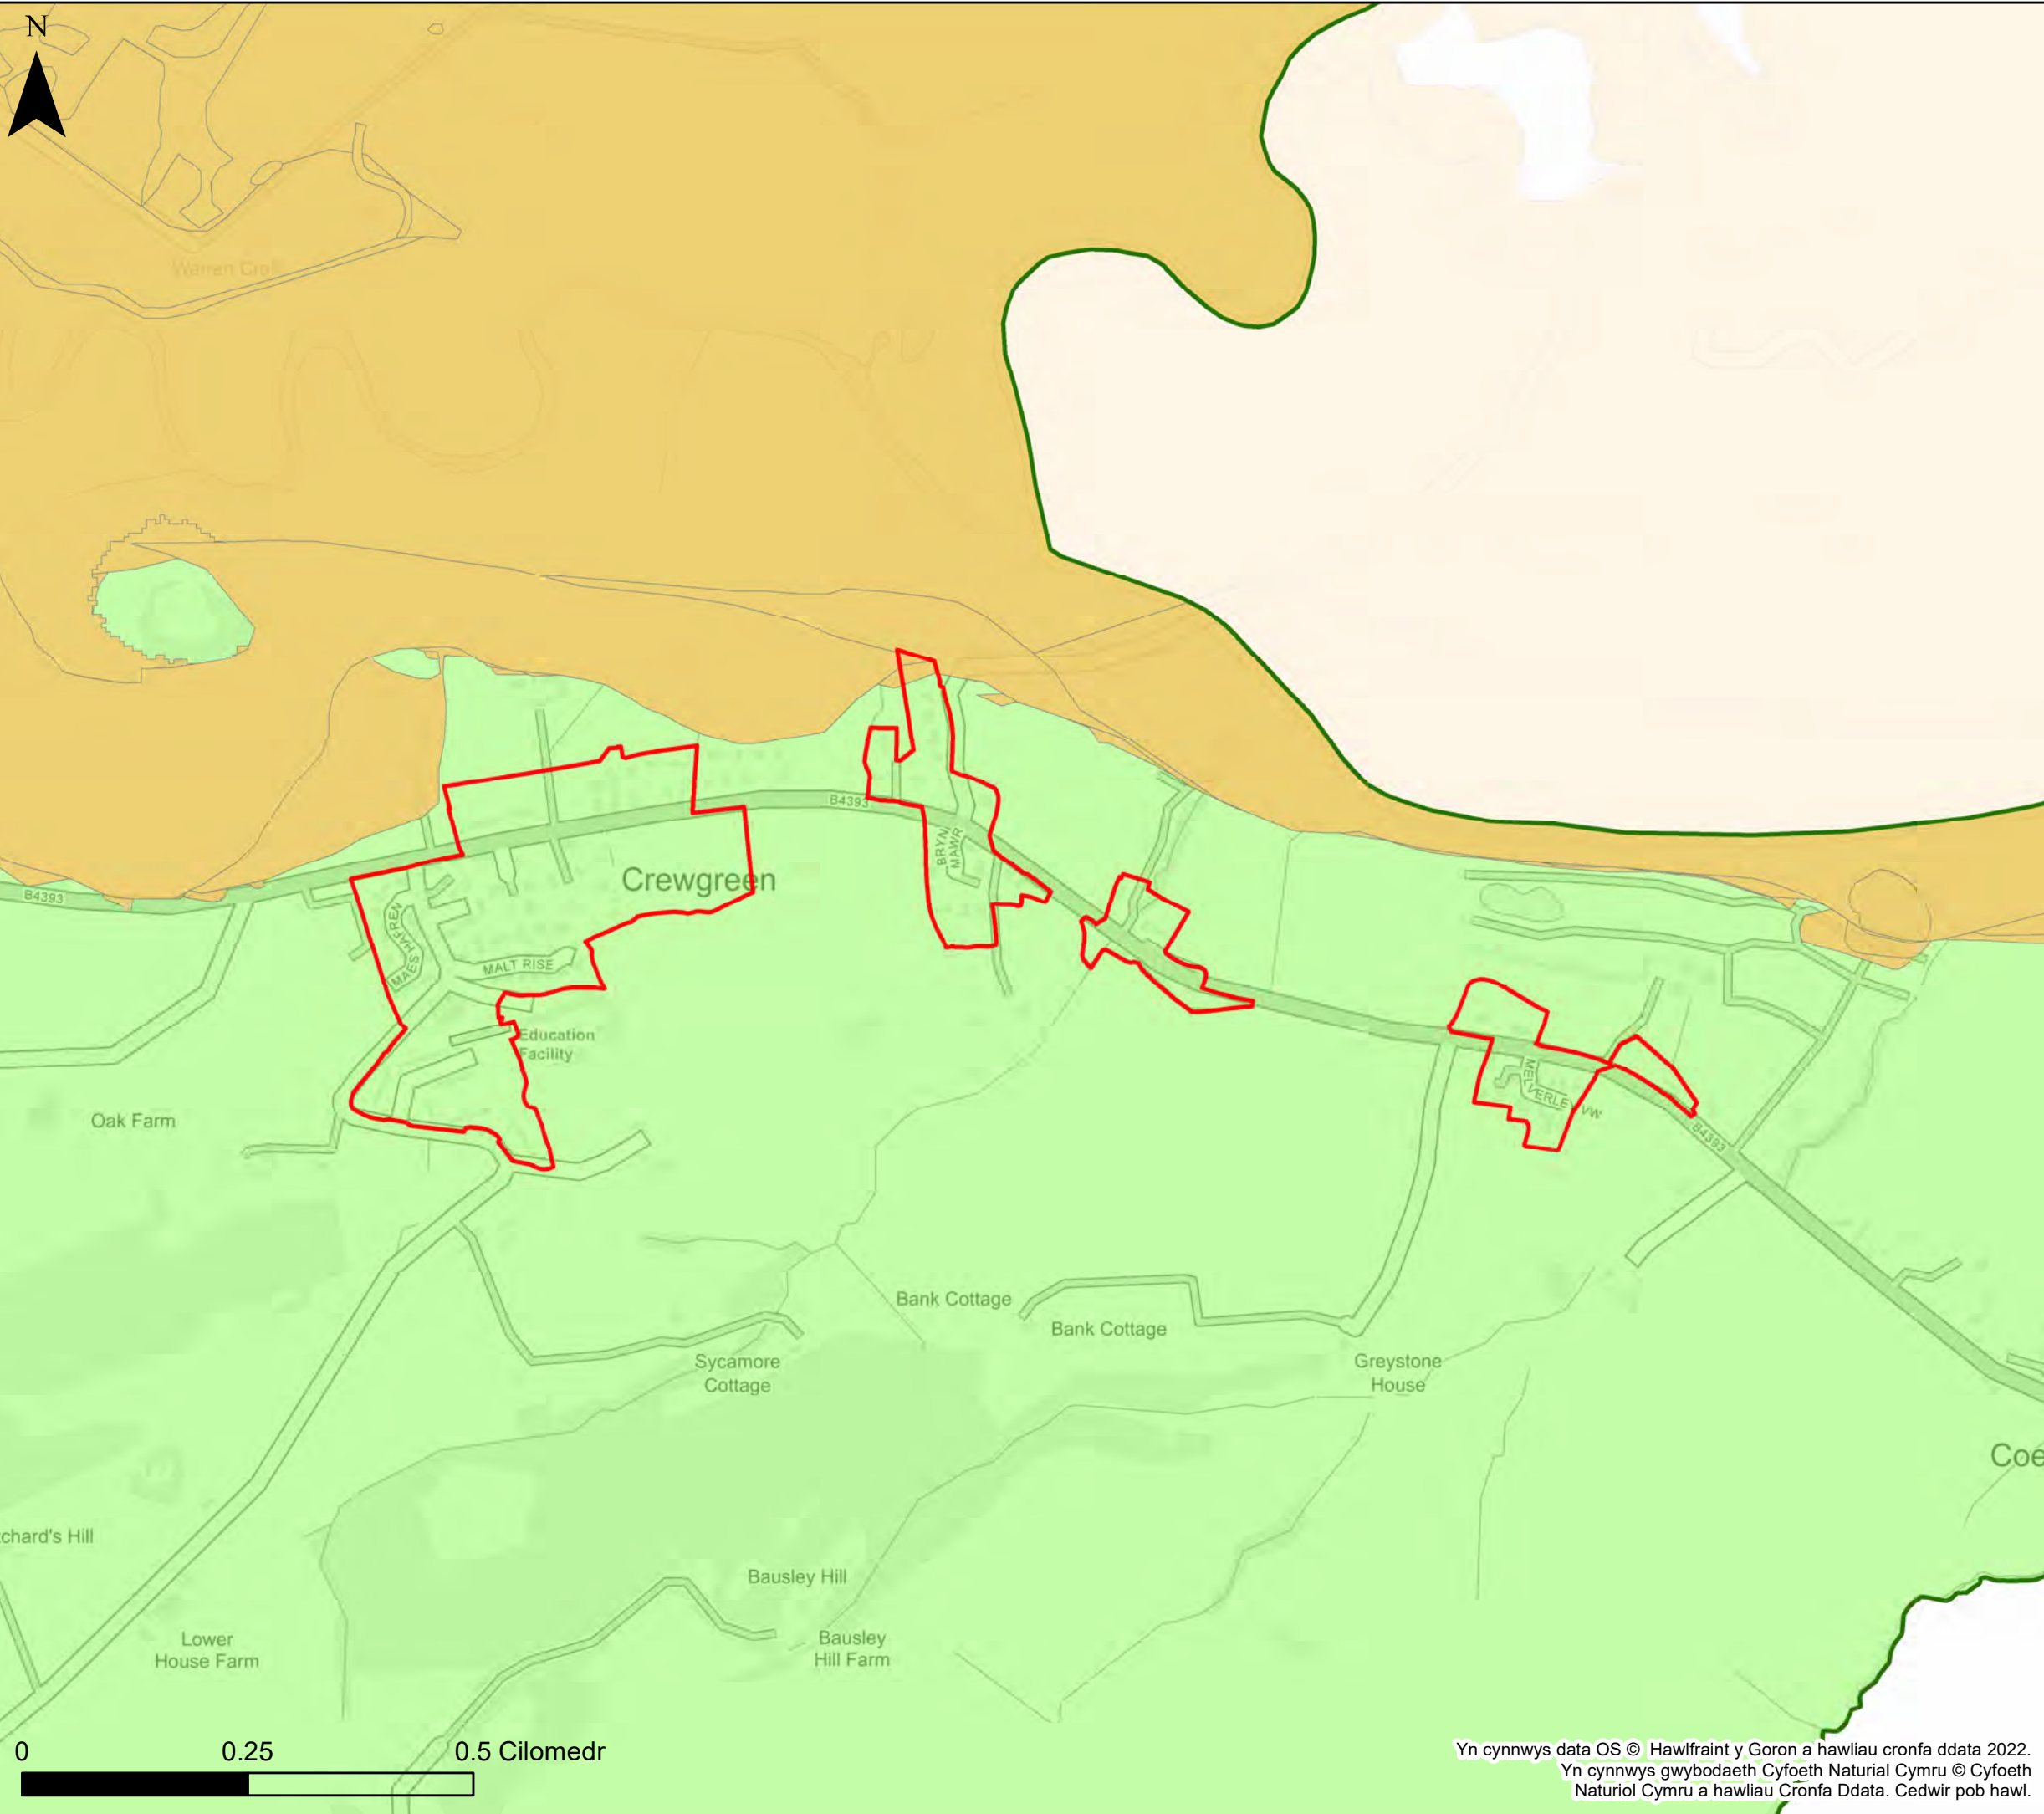 N
Warren Croft
B4393
Crewgreen
BRYN
MAWR
B4393
MAES HAFREN
MALT RISE
Education
Facility
MELVERLEY VW
B4393
Oak Farm
Bank Cottage
Bank Cottage
Sycamore
Cottage
Greystone
House
Coe
chard's Hill
Bausley Hill
Lower
House Farm
Bausley
Hill Farm
0 0.25 0.5 Cilomedr
Yn cynnwys data OS © Hawlfraint y Goron a hawliau cronfa ddata 2022.
Yn cynnwys gwybodaeth Cyfoeth Naturial Cymru © Cyfoeth
Naturiol Cymru a hawliau Cronfa Ddata. Cedwir pob hawl.